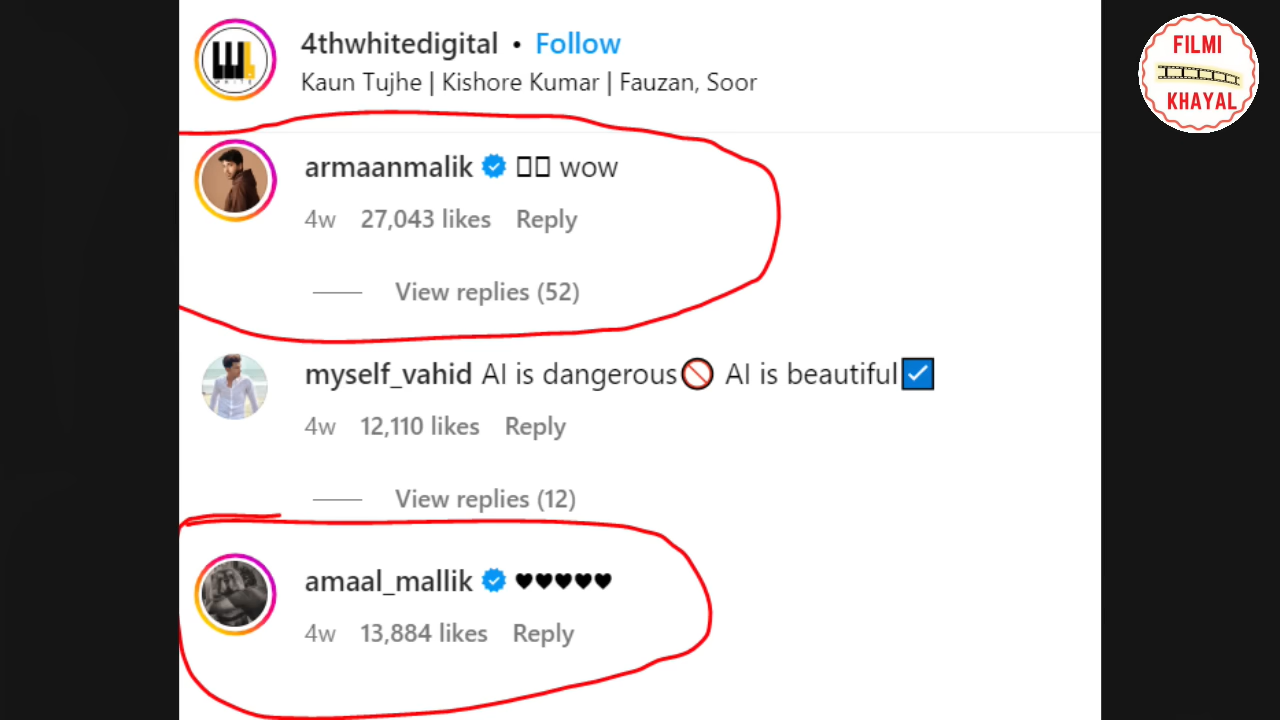 4thwhitedigital • Follow
Kaun Tujhe | Kishore Kumar | Fauzan, Soor
FILMI
KHAYAL
armaanmalik ▯▯ wow
4w 27,043 likes Reply
View replies (52)
myself_vahid AI is dangerous🚫 AI is beautiful☑️
4w 12,110 likes Reply
View replies (12)
amaal_mallik ♥♥♥♥♥
4w 13,884 likes Reply